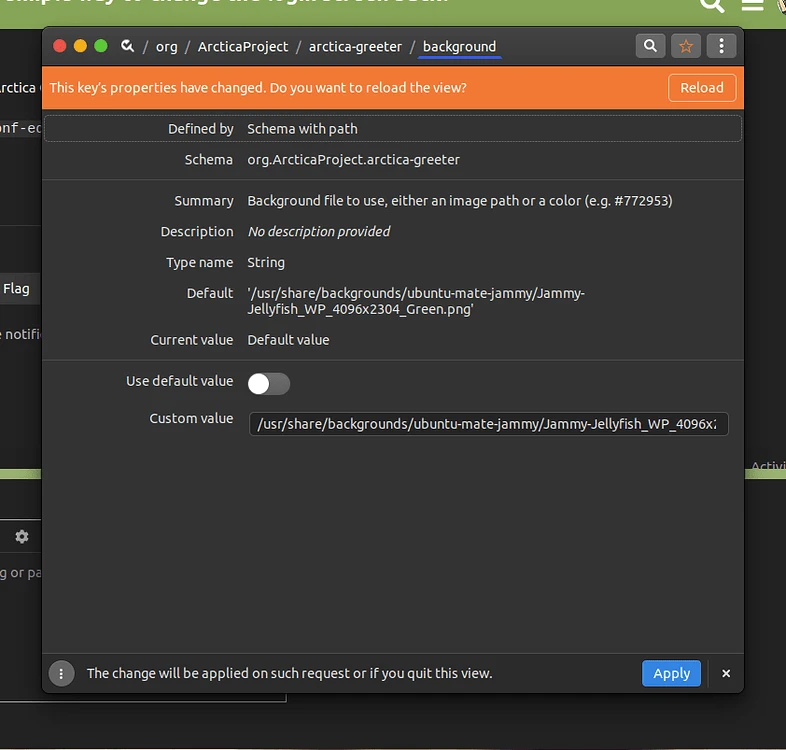 / org / ArcticaProject / arctica-greeter / background
This key's properties have changed. Do you want to reload the view?
Reload
Defined by Schema with path
Schema org.ArcticaProject.arctica-greeter
Summary Background file to use, either an image path or a color (e.g. #772953)
Description No description provided
Type name String
Default '/usr/share/backgrounds/ubuntu-mate-jammy/Jammy-
Jellyfish_WP_4096x2304_Green.png'
Current value Default value
Use default value
Custom value /usr/share/backgrounds/ubuntu-mate-jammy/Jammy-Jellyfish_WP_4096x2
The change will be applied on such request or if you quit this view.
Apply
Flag
g or pa